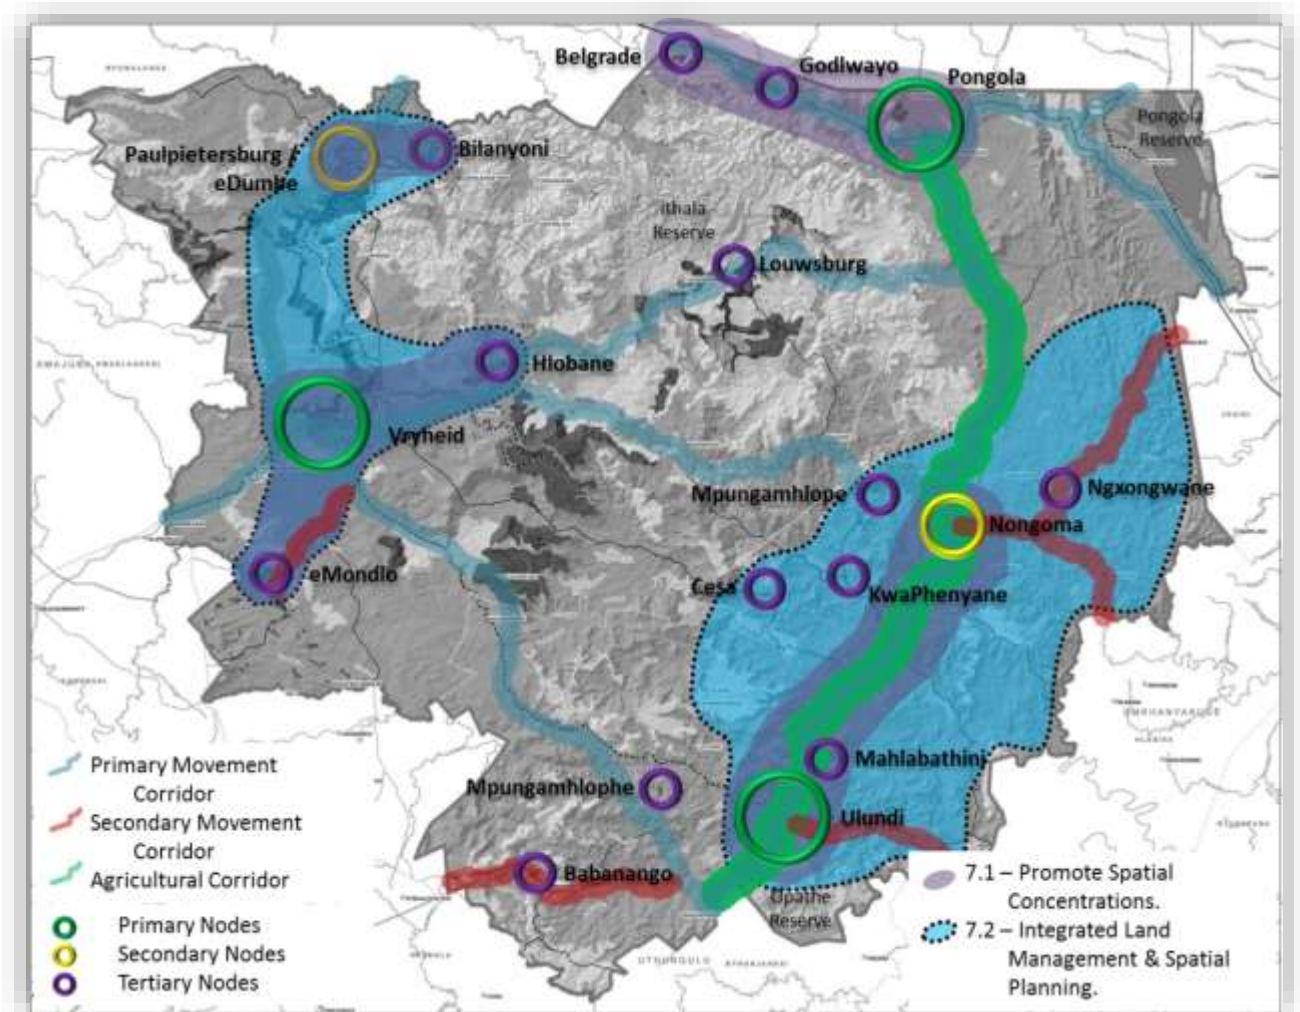 Belgrade
Godlwayo
Pongola
Pongola
Reserve
Paulpietersburg /
eDumbe
Bilanyoni
Ithala
Reserve
Louwsburg
Hlobane
Vryheid
Mpungamhlope
Ngxongwane
Nongoma
eMondlo
Cesa
KwaPhenyane
Mahlabathini
Mpungamhlophe
Ulundi
Babanango
Opathe
Reserve
Primary Movement
Corridor
Secondary Movement
Corridor
Agricultural Corridor
Primary Nodes
Secondary Nodes
Tertiary Nodes
7.1 – Promote Spatial
Concentrations.
7.2 – Integrated Land
Management & Spatial
Planning.